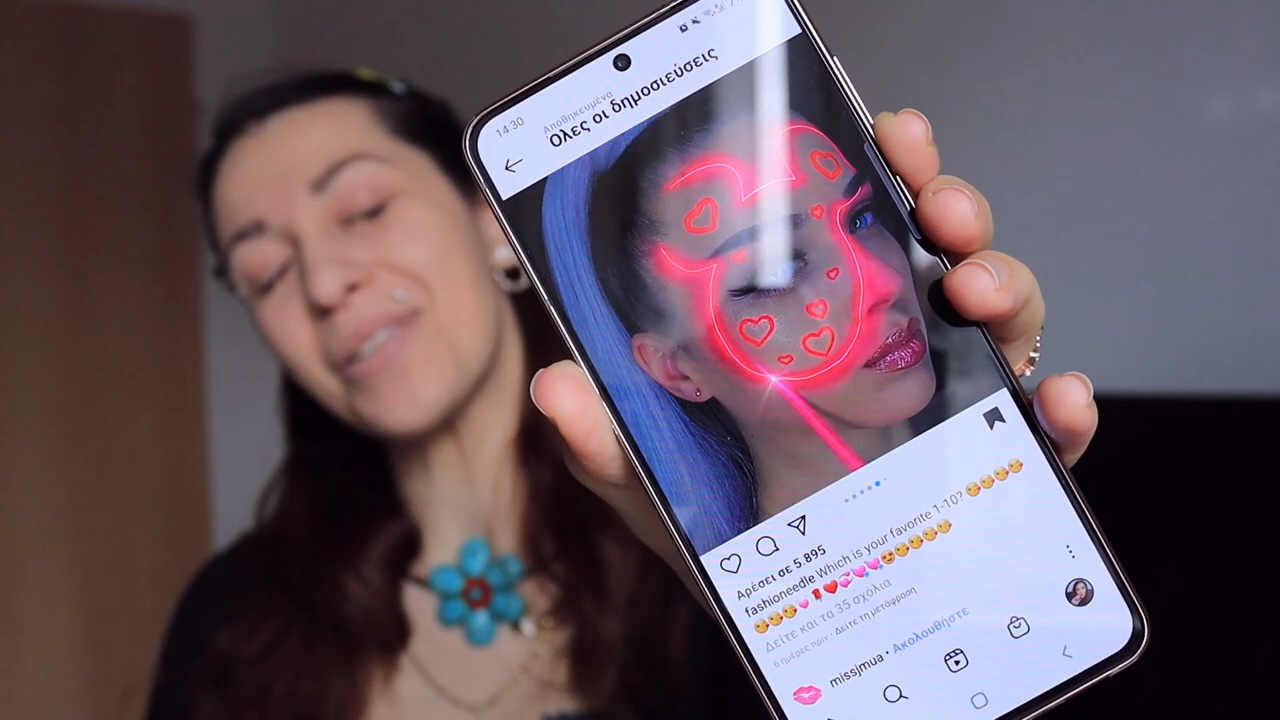 14.30
Αποθηκευμένα
Όλες οι δημοσιεύσεις
Αρέσει σε 5.895
fashioneedle Which is your favorite 1-10? 😍😍😍😍
😍😍😍💕🌹❤️💞💕💕😍😍😍😍😍
Δείτε και τα 35 σχόλια
6 ημέρες πριν · Δείτε τη μετάφραση
missjmua • Ακολουθήστε